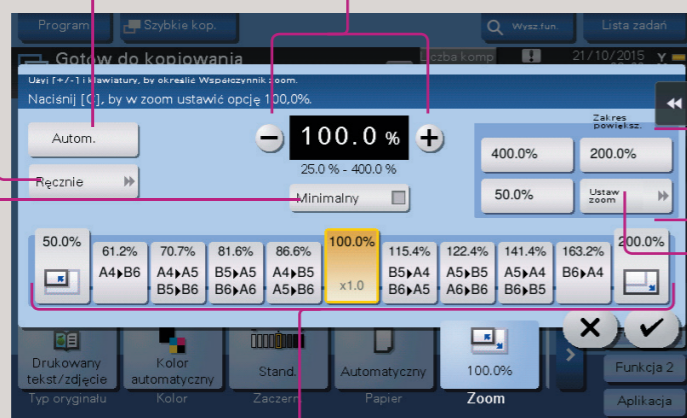 Program
Szybkie kop.
Wysz fun.
Lista zadań
Gotów do kopiowania
Liczba komp
21/10/2015
Y
Użyj [+/-] i klawiatury, by określić Współczynnik zoom.
Naciśnij [C], by w zoom ustawić opcję 100,0%.
Autom.
Ręcznie
− 100.0 % +
25.0 % - 400.0 %
Minimalny
Zakres
powiększ.
400.0%
200.0%
50.0%
Ustaw
zoom
50.0% 61.2% 70.7% 81.6% 86.6% 100.0% 115.4% 122.4% 141.4% 163.2% 200.0%
A4▸B6 A4▸A5 B5▸A5 A4▸B5 B5▸A4 A5▸B5 A5▸A4 B6▸A4
B5▸B6 B6▸A6 A5▸B6 x1.0 B6▸A5 A6▸B6 B6▸B5
Drukowany
tekst/zdjęcie
Kolor
automatyczny
Stand.
Automatyczny
100.0%
Funkcja 2
Typ oryginału
Kolor
Zaczern.
Papier
Zoom
Aplikacja